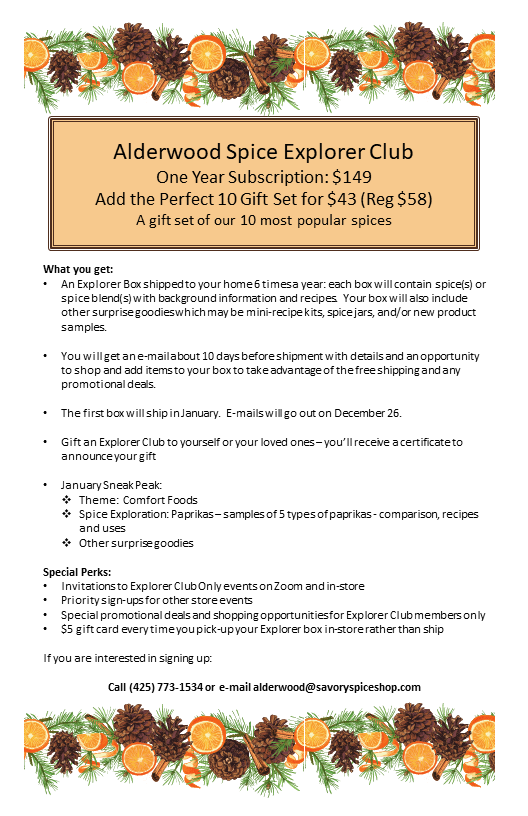 Alderwood Spice Explorer Club
One Year Subscription: $149
Add the Perfect 10 Gift Set for $43 (Reg $58)
A gift set of our 10 most popular spices
What you get:
• An Explorer Box shipped to your home 6 times a year: each box will contain spice(s) or
spice blend(s) with background information and recipes. Your box will also include
other surprise goodies which may be mini-recipe kits, spice jars, and/or new product
samples.
• You will get an e-mail about 10 days before shipment with details and an opportunity
to shop and add items to your box to take advantage of the free shipping and any
promotional deals.
• The first box will ship in January. E-mails will go out on December 26.
• Gift an Explorer Club to yourself or your loved ones – you’ll receive a certificate to
announce your gift
• January Sneak Peak:
❖ Theme: Comfort Foods
❖ Spice Exploration: Paprikas – samples of 5 types of paprikas - comparison, recipes
and uses
❖ Other surprise goodies
Special Perks:
• Invitations to Explorer Club Only events on Zoom and in-store
• Priority sign-ups for other store events
• Special promotional deals and shopping opportunities for Explorer Club members only
• $5 gift card every time you pick-up your Explorer box in-store rather than ship
If you are interested in signing up:
Call (425) 773-1534 or e-mail alderwood@savoryspiceshop.com